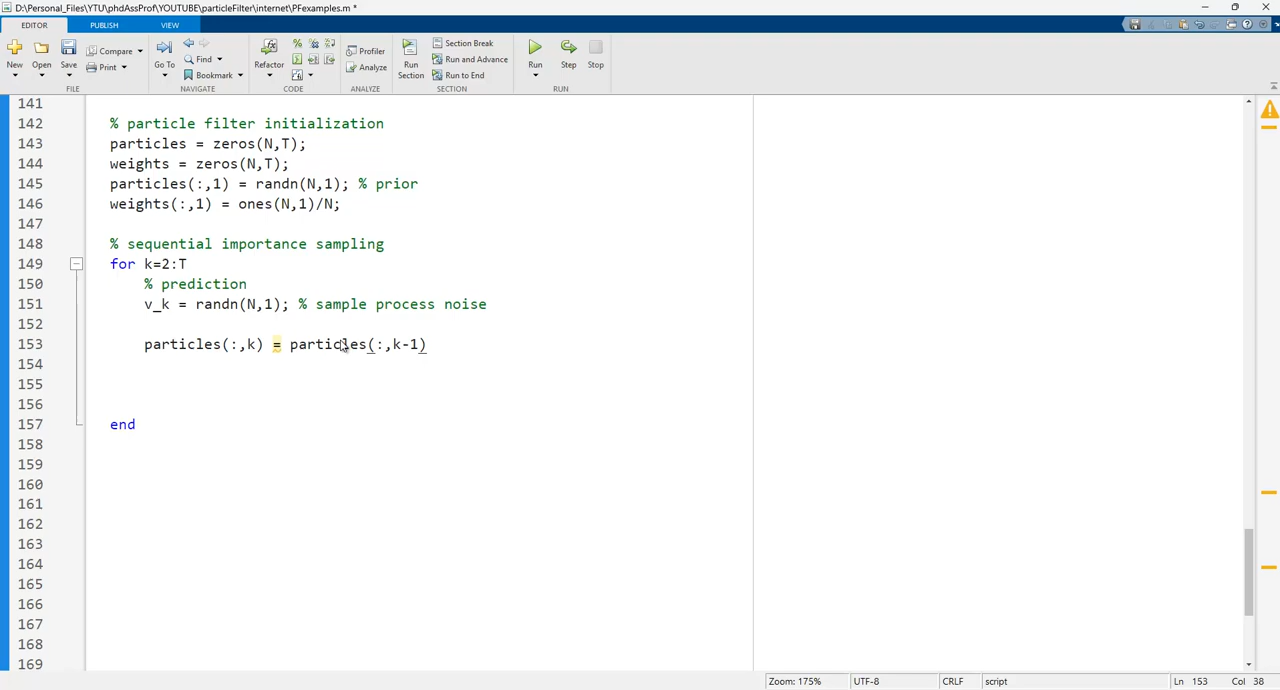 D:\Personal_Files\YTU\phdAssProf\YOUTUBE\particleFilter\internet\PFexamples.m *
EDITOR PUBLISH VIEW
New Open Save Compare Print
Go To Find Bookmark
Refactor
Profiler Analyze
Run Section Section Break Run and Advance Run to End
Run Step Stop
FILE NAVIGATE CODE ANALYZE SECTION RUN
141
142 % particle filter initialization
143 particles = zeros(N,T);
144 weights = zeros(N,T);
145 particles(:,1) = randn(N,1); % prior
146 weights(:,1) = ones(N,1)/N;
147
148 % sequential importance sampling
149 for k=2:T
150 % prediction
151 v_k = randn(N,1); % sample process noise
152
153 particles(:,k) = particles(:,k-1)
154
155
156
157 end
158
159
160
161
162
163
164
165
166
167
168
169
Zoom: 175% UTF-8 CRLF script Ln 153 Col 38